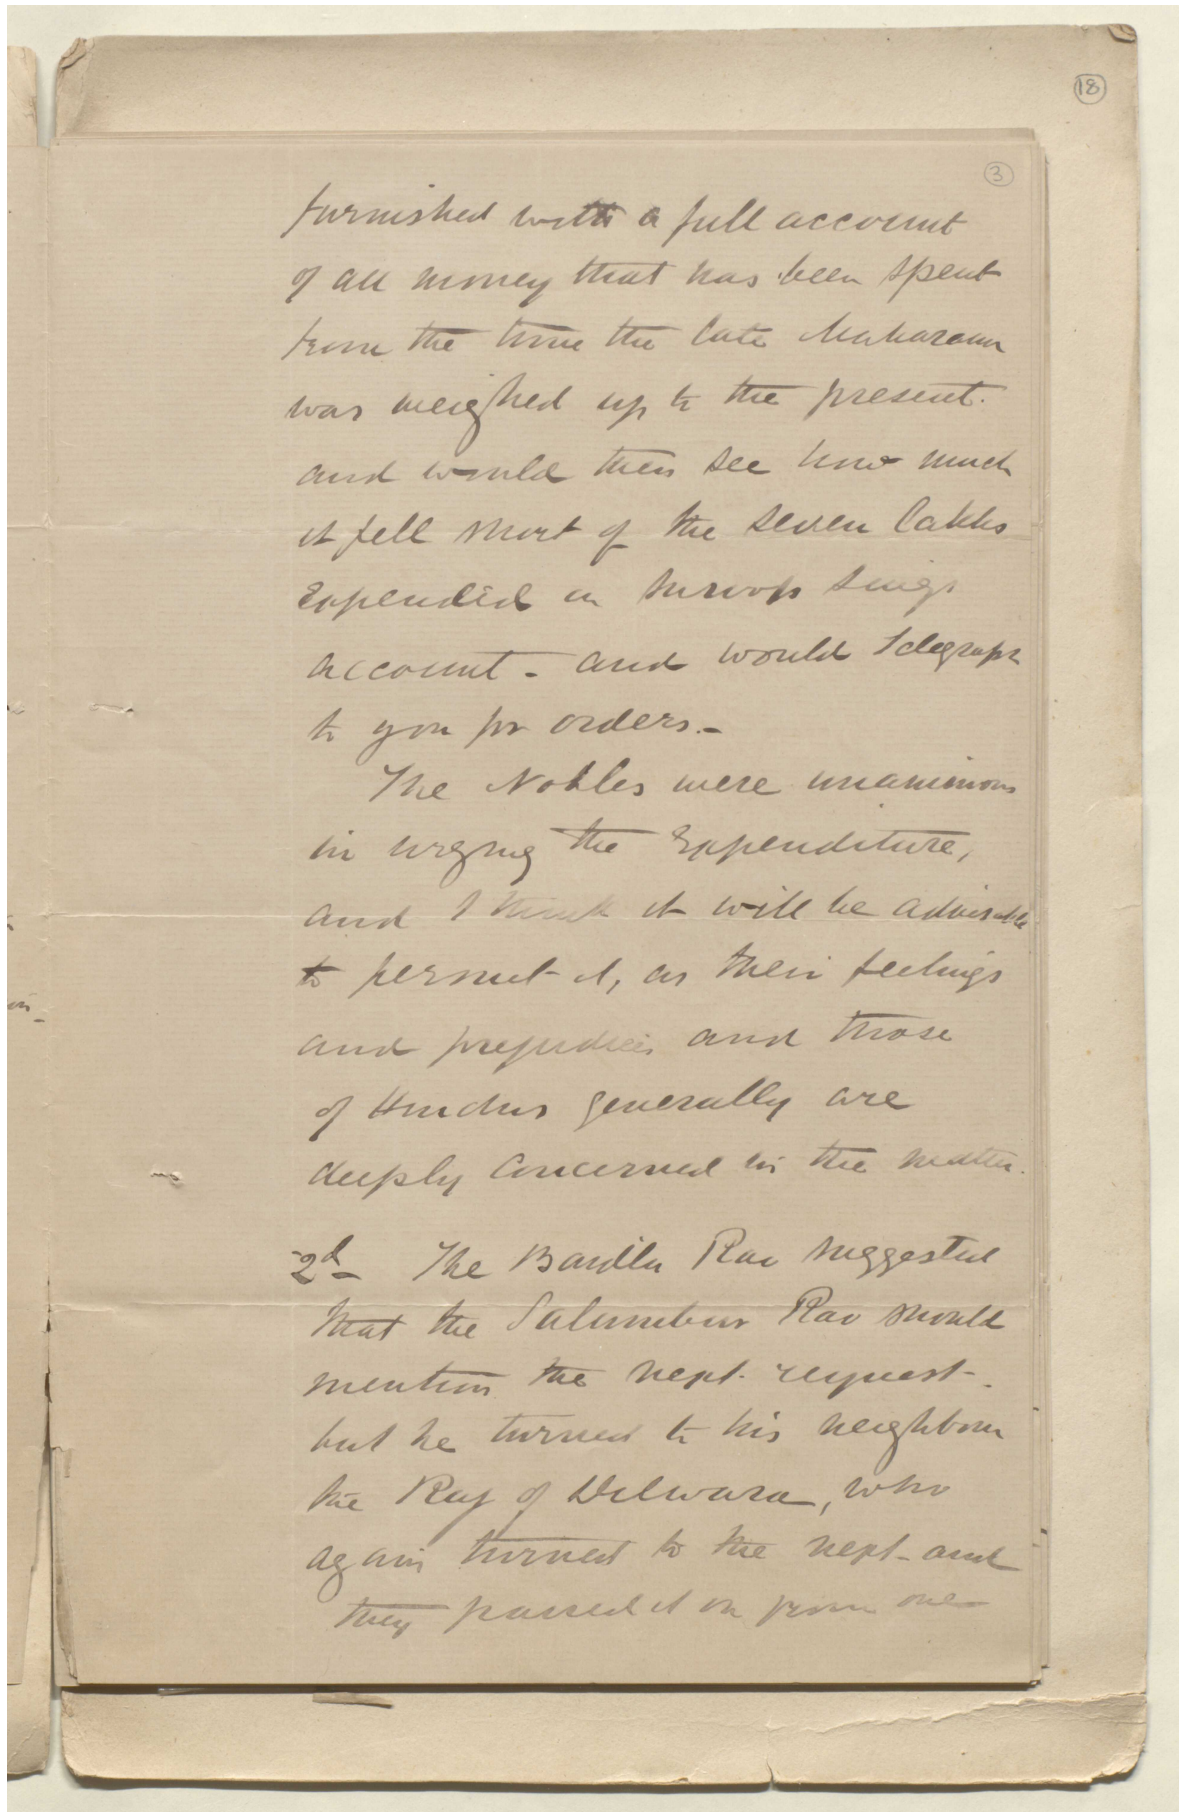 18
3
furnished with a full account
of all money that has been spent
from the time the late Maharana
was weighed up to the present.
and would then see how much
it fell short of the seven lakhs
expended on Suroop Sings
account - and would Telegraph
to you for orders. -
The Nobles were unanimous
in urging the Expenditure,
and I think it will be advisable
to permit it, as their feelings
and prejudices and those
of Hindus generally are
deeply concerned in the matter.
2d The Baidla Rao suggested
that the Salumbur Rao should
mention the next request -
but he turned to his neighbour
the Raj of Dilwara, who
again turned to the next - and
they passed it on from one